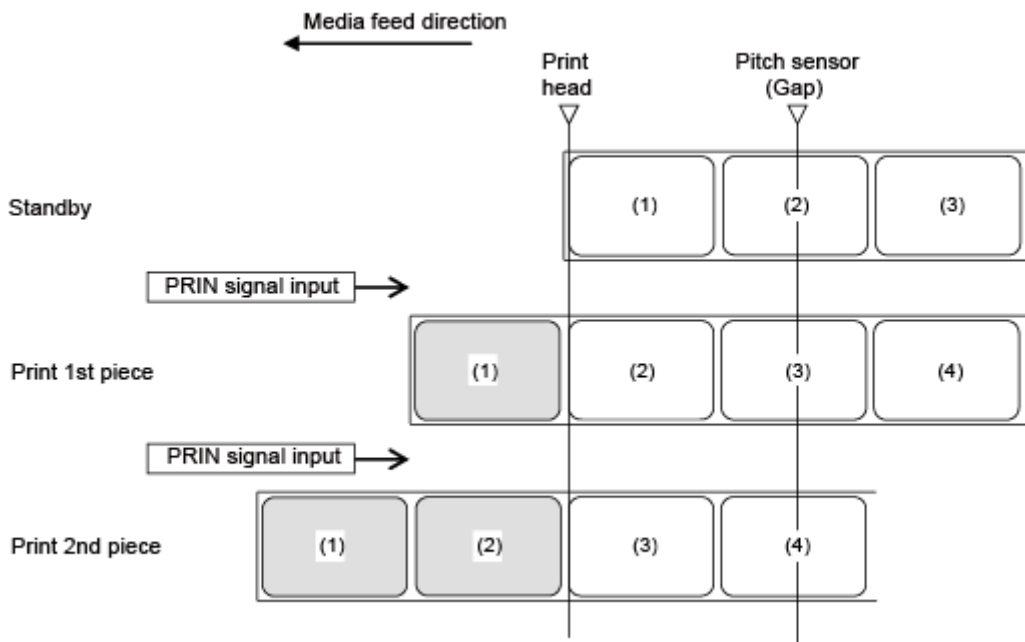 Media feed direction
Print
head
Pitch sensor
(Gap)
Standby
(1)
(2)
(3)
PRIN signal input
Print 1st piece
(1)
(2)
(3)
(4)
PRIN signal input
Print 2nd piece
(1)
(2)
(3)
(4)